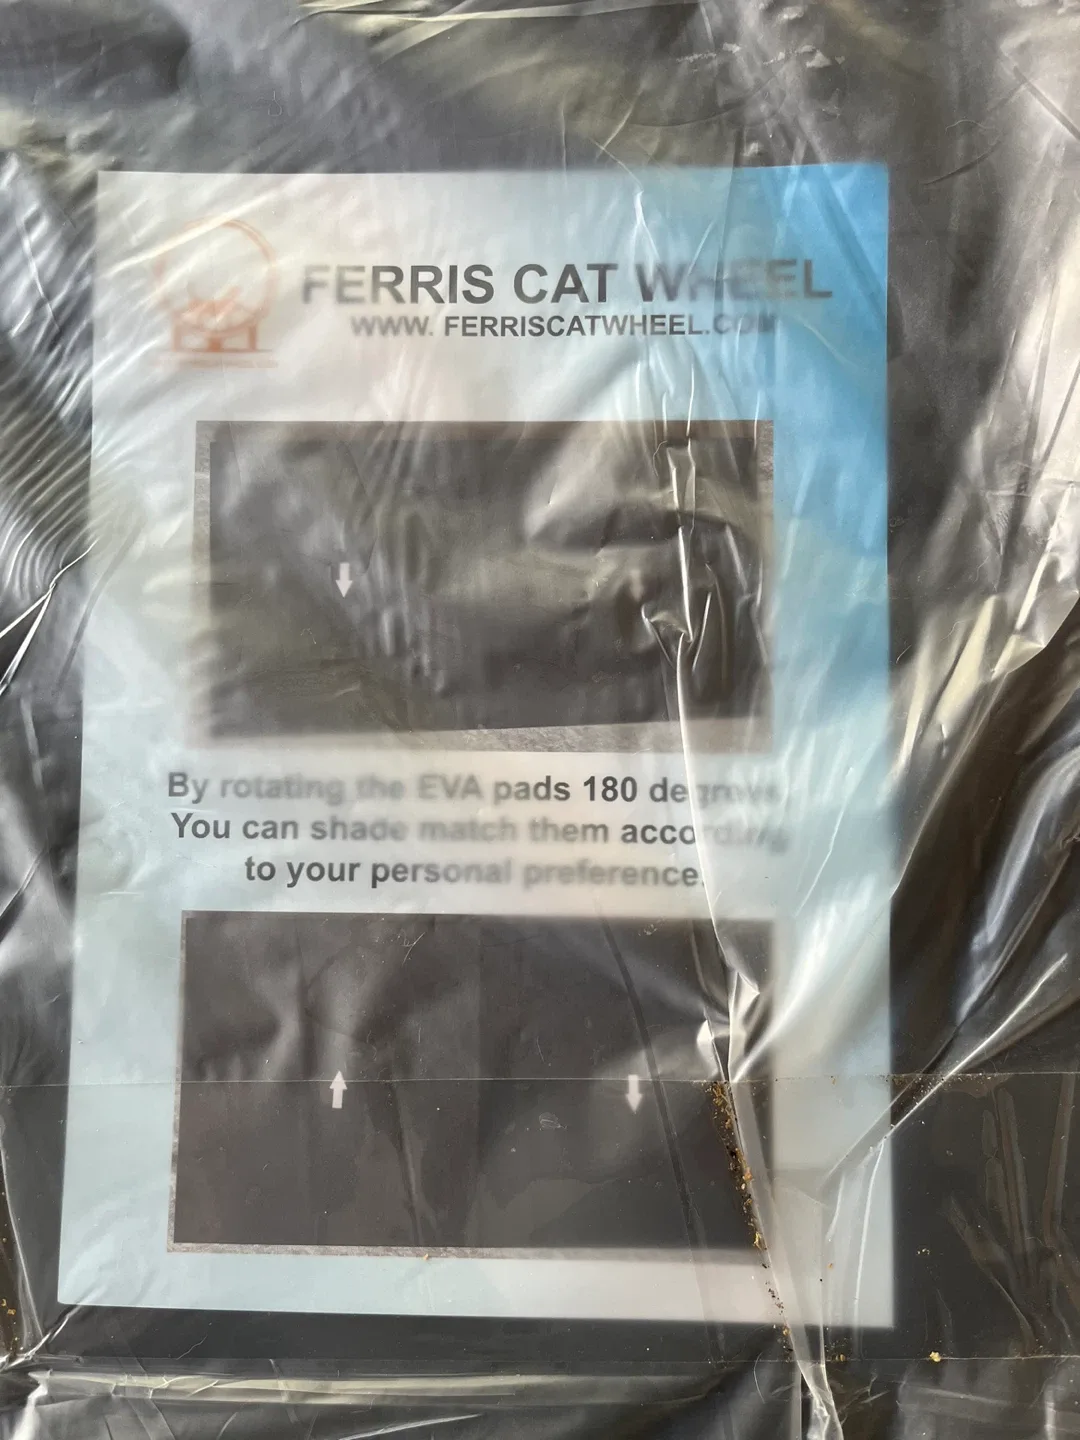 FERRIS CAT WHEEL
WWW. FERRISCATWHEEL.COM
By rotating the EVA pads 180 degrees
You can shade match them according
to your personal preference.